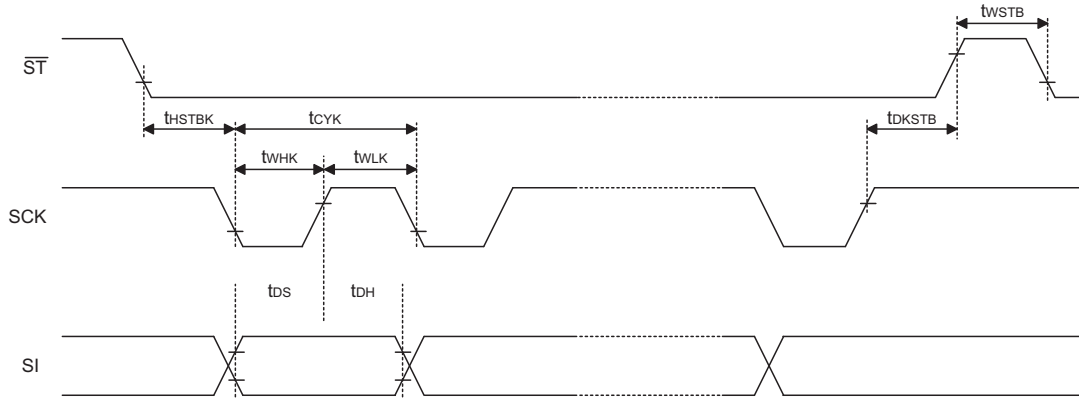 tWSTB
ST
tHSTBK
tCYK
tDKSTB
tWHK
tWLK
SCK
tDS
tDH
SI